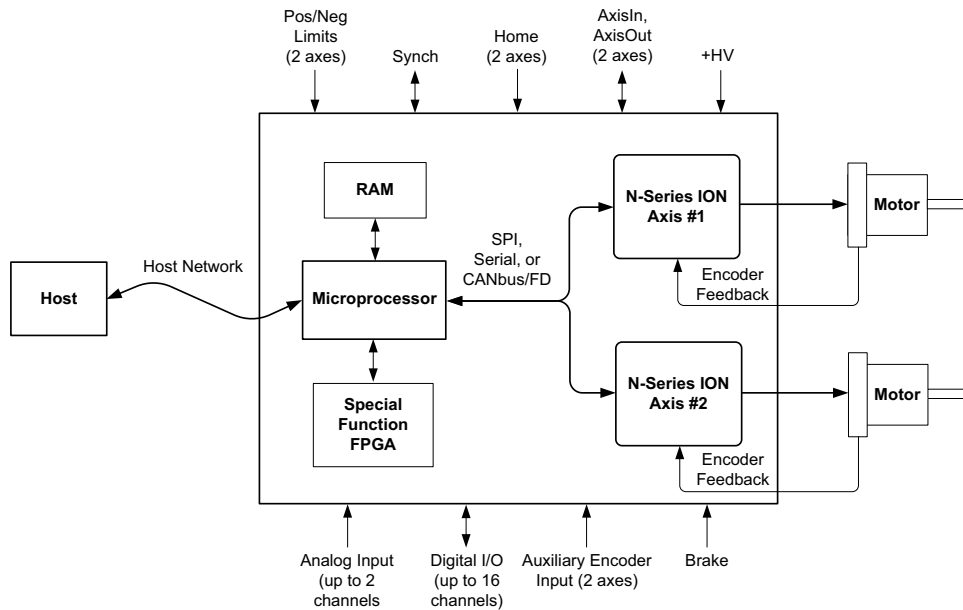 Pos/Neg
Limits
(2 axes)
Synch
Home
(2 axes)
AxisIn,
AxisOut
(2 axes)
+HV
RAM
N-Series ION
Axis #1
Motor
SPI,
Serial, or
CANbus/FD
Host Network
Host
Microprocessor
Encoder
Feedback
Special
Function
FPGA
N-Series ION
Axis #2
Motor
Encoder
Feedback
Analog Input
(up to 2
channels
Digital I/O
(up to 16
channels)
Auxiliary Encoder
Input (2 axes)
Brake